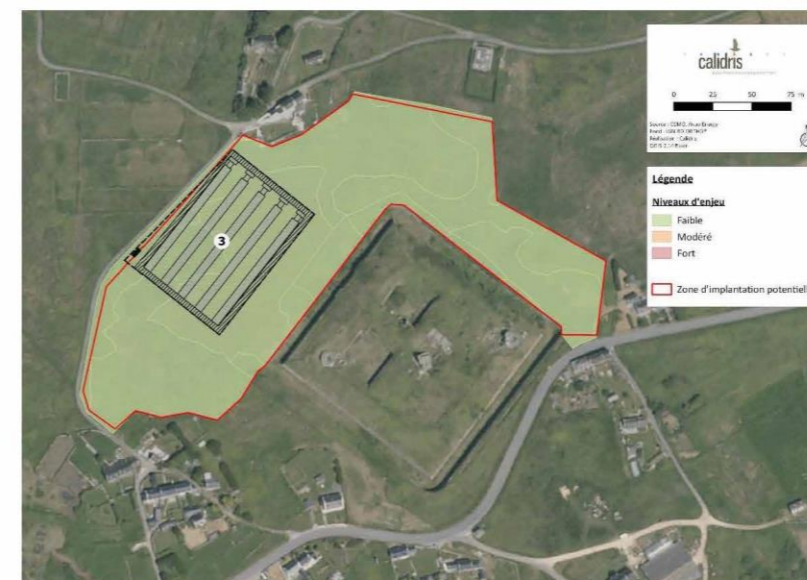 calidris
0 25 50 75 m
Légende
Niveaux d'enjeu
Faible
Modéré
Fort
Zone d'implantation potentiell
3